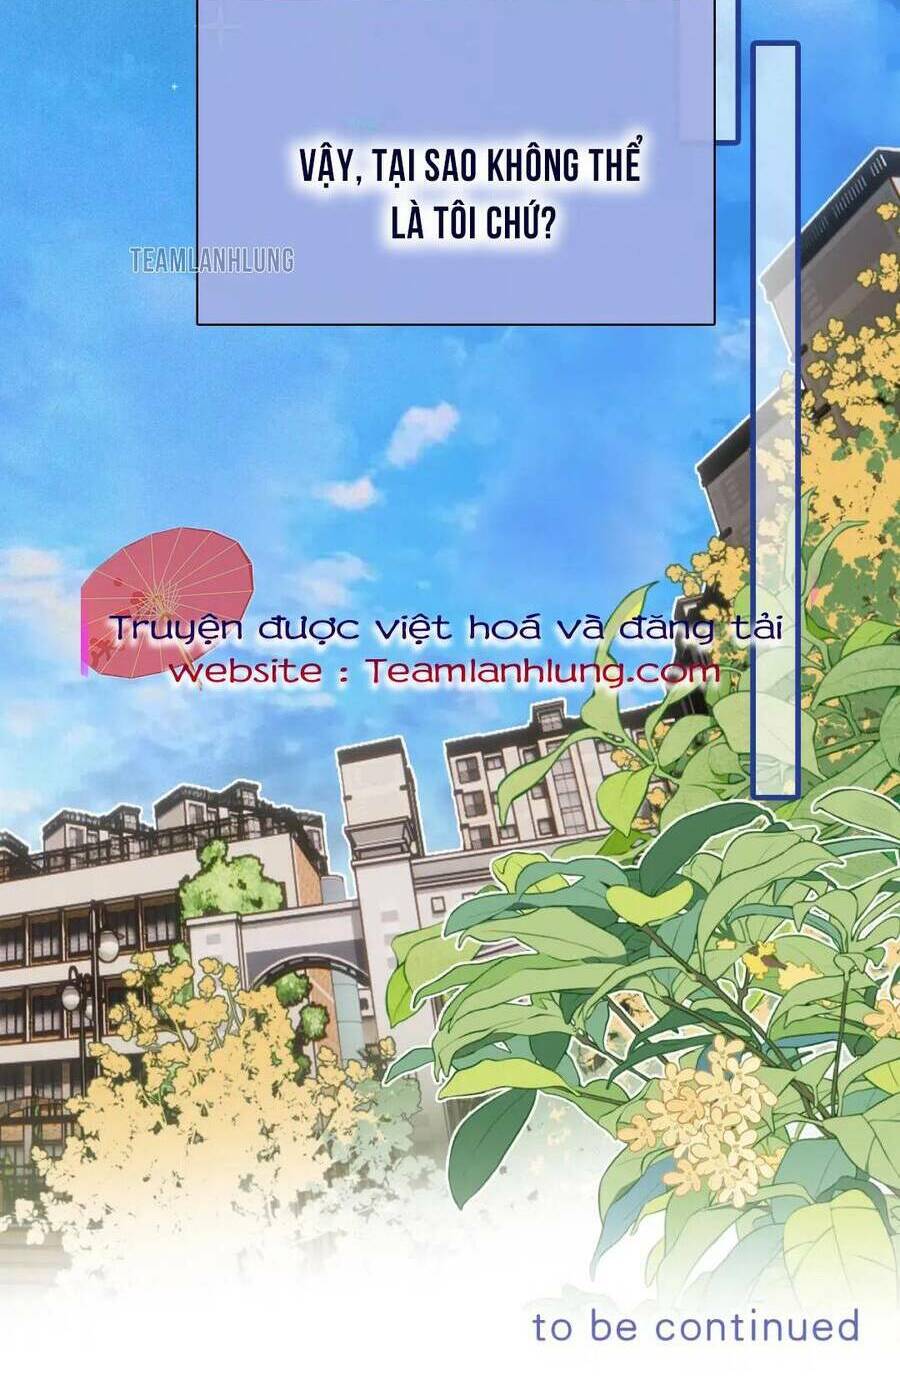 VẬY, TẠI SAO KHÔNG THỂ
LÀ TÔI CHỨ?
TEAMLANHLUNG
Truyện được việt hoá và đăng tải
website : Teamlanhlung.com
to be continued